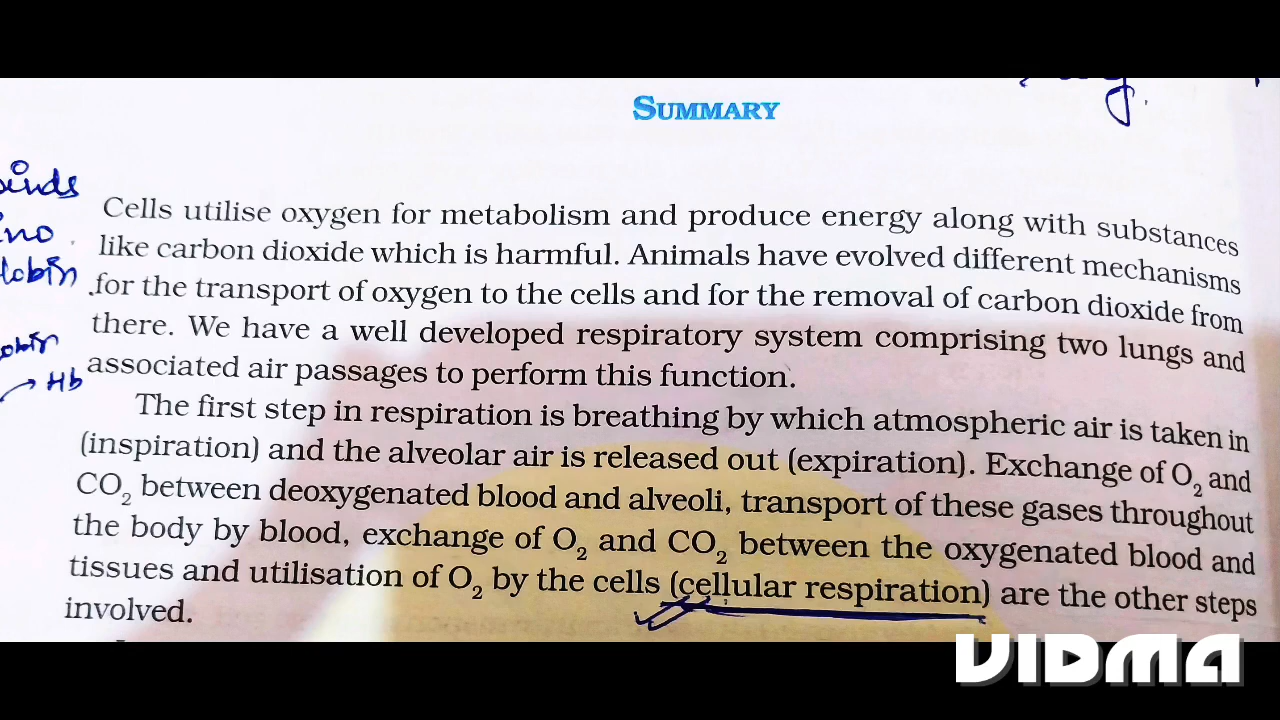 SUMMARY
Cells utilise oxygen for metabolism and produce energy along with substances
like carbon dioxide which is harmful. Animals have evolved different mechanisms
for the transport of oxygen to the cells and for the removal of carbon dioxide from
there. We have a well developed respiratory system comprising two lungs and
associated air passages to perform this function.
Hb
The first step in respiration is breathing by which atmospheric air is taken in
(inspiration) and the alveolar air is released out (expiration). Exchange of O₂ and
CO₂ between deoxygenated blood and alveoli, transport of these gases throughout
the body by blood, exchange of O₂ and CO₂ between the oxygenated blood and
tissues and utilisation of O₂ by the cells (cellular respiration) are the other steps
involved.
VIDMA